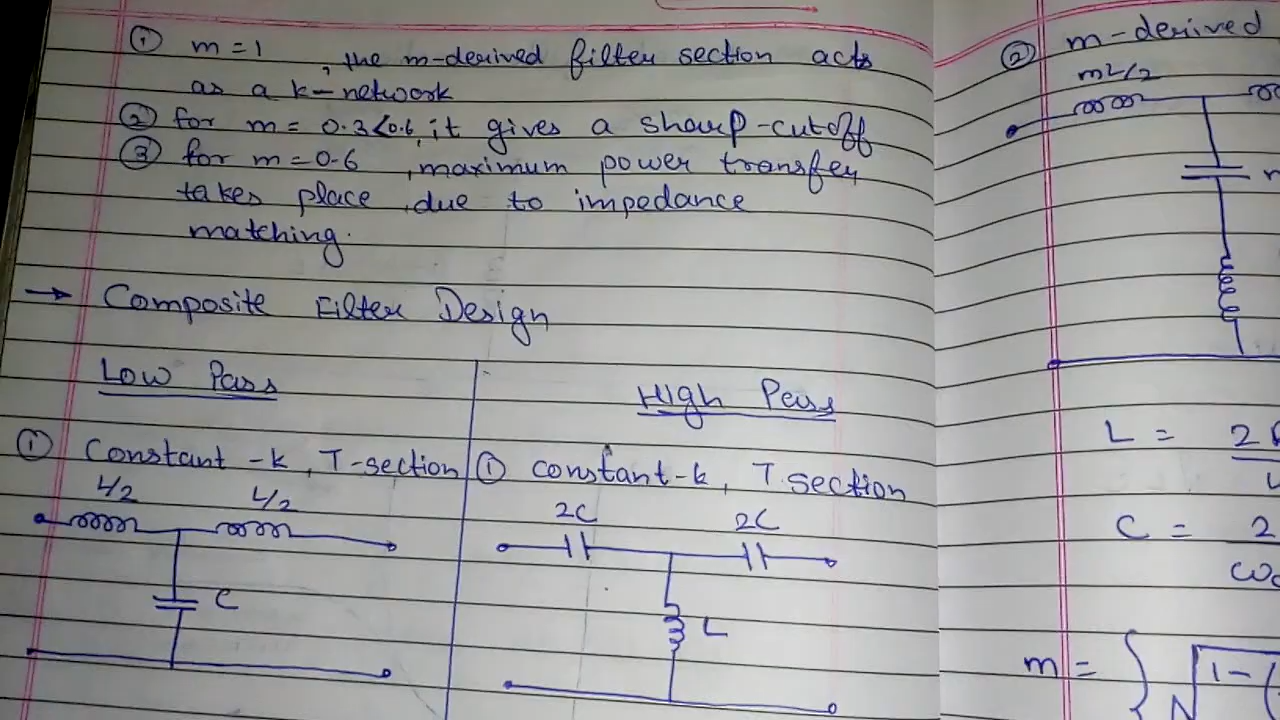 ① m=1 , the m-derived filter section acts
as a k-network
② for m = 0.3<0.6, it gives a sharp-cutoff
③ for m=0.6 , maximum power transfer
takes place , due to impedance
matching.
→ Composite Filter Design
Low Pass
① Constant -k , T-section
L/2 L/2
C
High Pass
① constant-k , T.section
2C 2C
L
② m-derived
mL/2
L = 2
C = 2
m = { √1-(